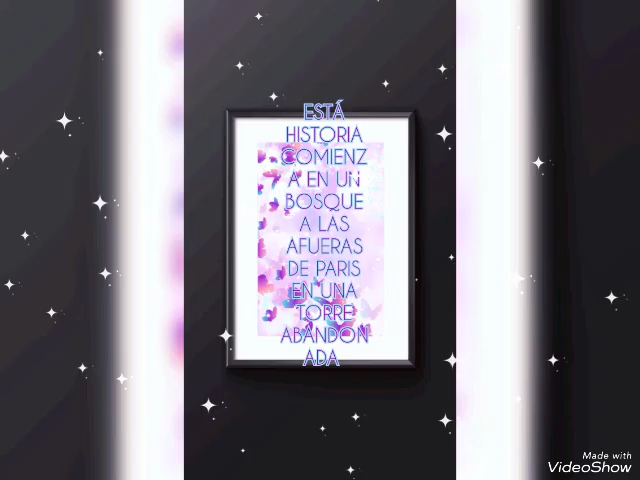 ESTÁ
HISTORIA
COMIENZ
A EN UN
BOSQUE
A LAS
AFUERAS
DE PARIS
EN UNA
TORRE
ABANDON
ADA
Made with
VideoShow